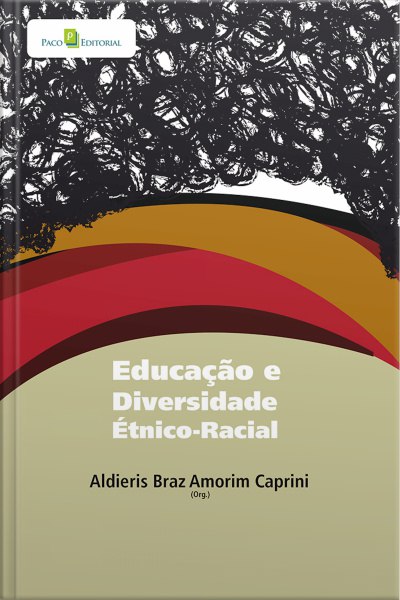 Paco Editorial
Educação e
Diversidade
Étnico-Racial
Aldieris Braz Amorim Caprini
(Org.)